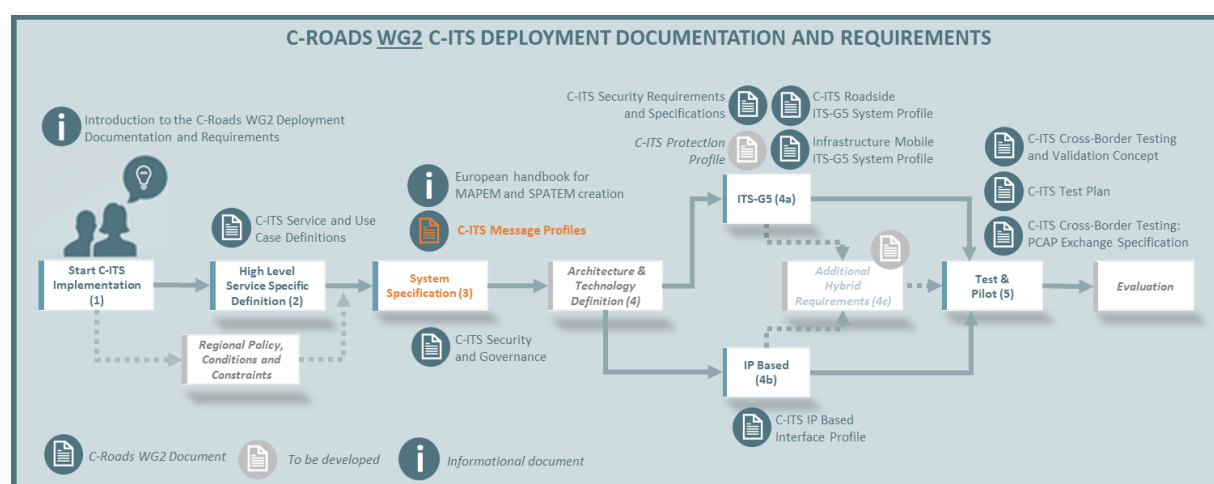 C-ROADS WG2 C-ITS DEPLOYMENT DOCUMENTATION AND REQUIREMENTS
Introduction to the C-Roads WG2 Deployment
Documentation and Requirements
C-ITS Service and Use
Case Definitions
European handbook for
MAPEM and SPATEM creation
C-ITS Message Profiles
C-ITS Security Requirements
and Specifications
C-ITS Protection
Profile
C-ITS Roadside
ITS-G5 System Profile
Infrastructure Mobile
ITS-G5 System Profile
C-ITS Cross-Border Testing
and Validation Concept
C-ITS Test Plan
C-ITS Cross-Border Testing:
PCAP Exchange Specification
Start C-ITS
Implementation
(1)
High Level
Service Specific
Definition (2)
System
Specification (3)
Architecture &
Technology
Definition (4)
ITS-G5 (4a)
Additional
Hybrid
Requirements (4c)
Test &
Pilot (5)
Evaluation
Regional Policy,
Conditions and
Constraints
C-ITS Security
and Governance
IP Based
(4b)
C-ITS IP Based
Interface Profile
C-Roads WG2 Document
To be developed
Informational document